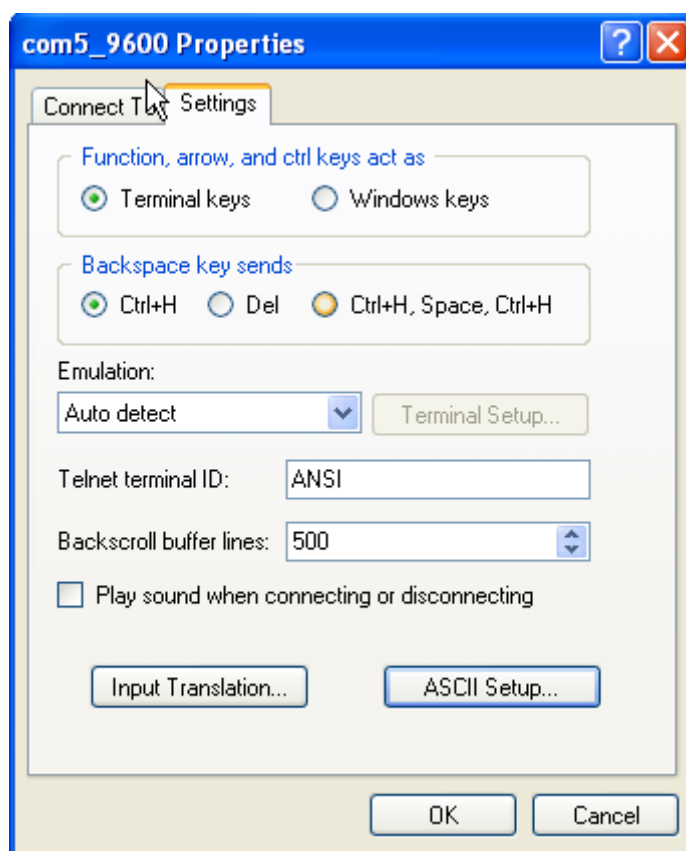 com5_9600 Properties
Connect T Settings
Function, arrow, and ctrl keys act as
Terminal keys Windows keys
Backspace key sends
Ctrl+H Del Ctrl+H, Space, Ctrl+H
Emulation:
Auto detect Terminal Setup...
Telnet terminal ID: ANSI
Backscroll buffer lines: 500
Play sound when connecting or disconnecting
Input Translation... ASCII Setup...
OK Cancel